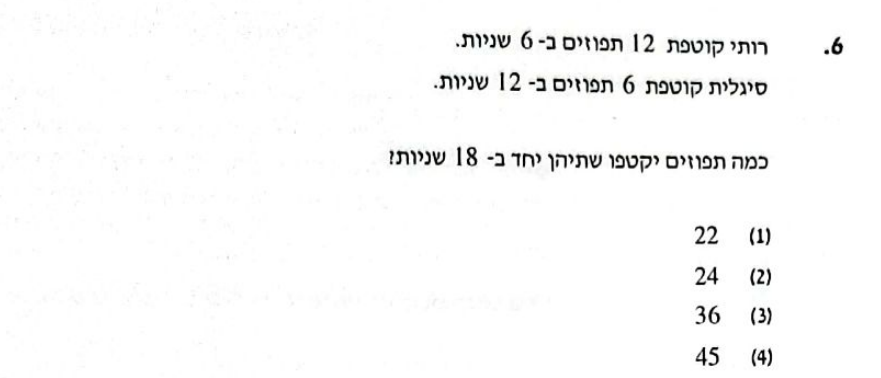 6. רותי קוטפת 12 תפוזים ב- 6 שניות.
סיגלית קוטפת 6 תפוזים ב- 12 שניות.
כמה תפוזים יקטפו שתיהן יחד ב- 18 שניות?
(1) 22
(2) 24
(3) 36
(4) 45